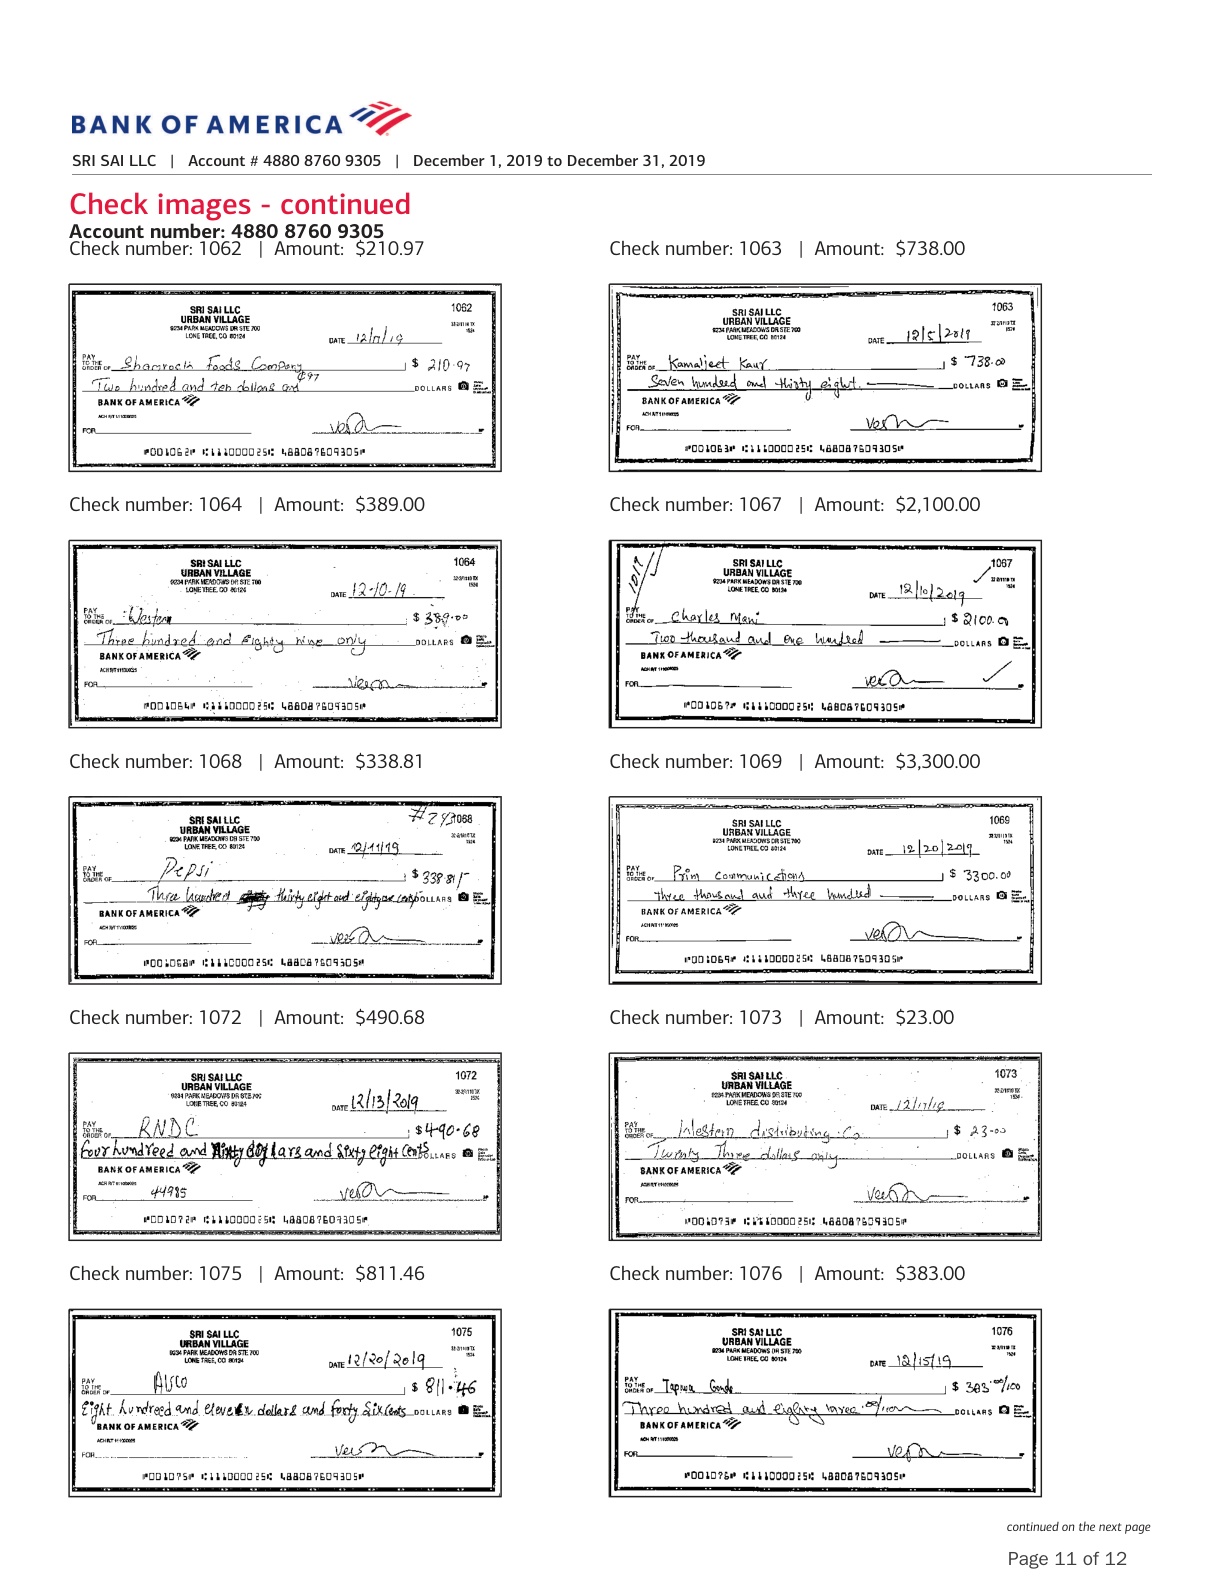 BANK OF AMERICA
SRI SAI LLC | Account # 4880 8760 9305 | December 1, 2019 to December 31, 2019
Check images - continued
Account number: 4880 8760 9305
Check number: 1062 | Amount: $210.97
SRI SAI LLC
1062
URBAN VILLAGE
9234 PARK MEADOWS DR STE 700
LONE TREE, CO 80124
DATE 12/11/19
PAY TO THE ORDER OF Shamrock Foods Company $ 210.97
Two hundred and ten dollars and ¢97 DOLLARS
BANK OF AMERICA
ACH R/T 111000025
FOR
⑈001062⑈ ⑆111000025⑆ 488087609305⑈
Check number: 1063 | Amount: $738.00
SRI SAI LLC
1063
URBAN VILLAGE
9234 PARK MEADOWS DR STE 700
LONE TREE, CO 80124
DATE 12/5/2019
PAY TO THE ORDER OF Kamaljeet Kaur $ 738.00
Seven hundred and thirty eight. DOLLARS
BANK OF AMERICA
ACH R/T 111000025
FOR
⑈001063⑈ ⑆111000025⑆ 488087609305⑈
Check number: 1064 | Amount: $389.00
SRI SAI LLC
1064
URBAN VILLAGE
9234 PARK MEADOWS DR STE 700
LONE TREE, CO 80124
DATE 12-10-19
PAY TO THE ORDER OF Western $ 389.00
Three hundred and Eighty nine only DOLLARS
BANK OF AMERICA
ACH R/T 111000025
FOR
⑈001064⑈ ⑆111000025⑆ 488087609305⑈
Check number: 1067 | Amount: $2,100.00
SRI SAI LLC
1067
URBAN VILLAGE
9234 PARK MEADOWS DR STE 700
LONE TREE, CO 80124
DATE 12/10/2019
PAY TO THE ORDER OF Charles Mani $ 2100.00
Two thousand and one hundred DOLLARS
BANK OF AMERICA
ACH R/T 111000025
FOR
⑈001067⑈ ⑆111000025⑆ 488087609305⑈
Check number: 1068 | Amount: $338.81
SRI SAI LLC
1068
URBAN VILLAGE
9234 PARK MEADOWS DR STE 700
LONE TREE, CO 80124
DATE 12/11/19
PAY TO THE ORDER OF Pepsi $ 338.81/-
Three hundred thirty eight and eighty one cents DOLLARS
BANK OF AMERICA
ACH R/T 111000025
FOR
⑈001068⑈ ⑆111000025⑆ 488087609305⑈
Check number: 1069 | Amount: $3,300.00
SRI SAI LLC
1069
URBAN VILLAGE
9234 PARK MEADOWS DR STE 700
LONE TREE, CO 80124
DATE 12/20/2019
PAY TO THE ORDER OF Prim communications $ 3300.00
three thousand and three hundred DOLLARS
BANK OF AMERICA
ACH R/T 111000025
FOR
⑈001069⑈ ⑆111000025⑆ 488087609305⑈
Check number: 1072 | Amount: $490.68
SRI SAI LLC
1072
URBAN VILLAGE
9234 PARK MEADOWS DR STE 700
LONE TREE, CO 80124
DATE 12/13/2019
PAY TO THE ORDER OF RNDC $ 490.68
four hundreed and Ninty dollars and Sixty eight Cents DOLLARS
BANK OF AMERICA
ACH R/T 111000025
FOR 44985
⑈001072⑈ ⑆111000025⑆ 488087609305⑈
Check number: 1073 | Amount: $23.00
SRI SAI LLC
1073
URBAN VILLAGE
9234 PARK MEADOWS DR STE 700
LONE TREE, CO 80124
DATE 12/17/19
PAY TO THE ORDER OF Western distributing Co $ 23.00
Twenty Three dollars only DOLLARS
BANK OF AMERICA
ACH R/T 111000025
FOR
⑈001073⑈ ⑆111000025⑆ 488087609305⑈
Check number: 1075 | Amount: $811.46
SRI SAI LLC
1075
URBAN VILLAGE
9234 PARK MEADOWS DR STE 700
LONE TREE, CO 80124
DATE 12/20/2019
PAY TO THE ORDER OF Alsco $ 811.46
Eight hundreed and eleven dollars and forty Six Cents DOLLARS
BANK OF AMERICA
ACH R/T 111000025
FOR
⑈001075⑈ ⑆111000025⑆ 488087609305⑈
Check number: 1076 | Amount: $383.00
SRI SAI LLC
1076
URBAN VILLAGE
9234 PARK MEADOWS DR STE 700
LONE TREE, CO 80124
DATE 12/15/19
PAY TO THE ORDER OF Tapiwa $ 383.00/100
Three hundred and eighty three 00/100 DOLLARS
BANK OF AMERICA
ACH R/T 111000025
FOR
⑈001076⑈ ⑆111000025⑆ 488087609305⑈
continued on the next page
Page 11 of 12